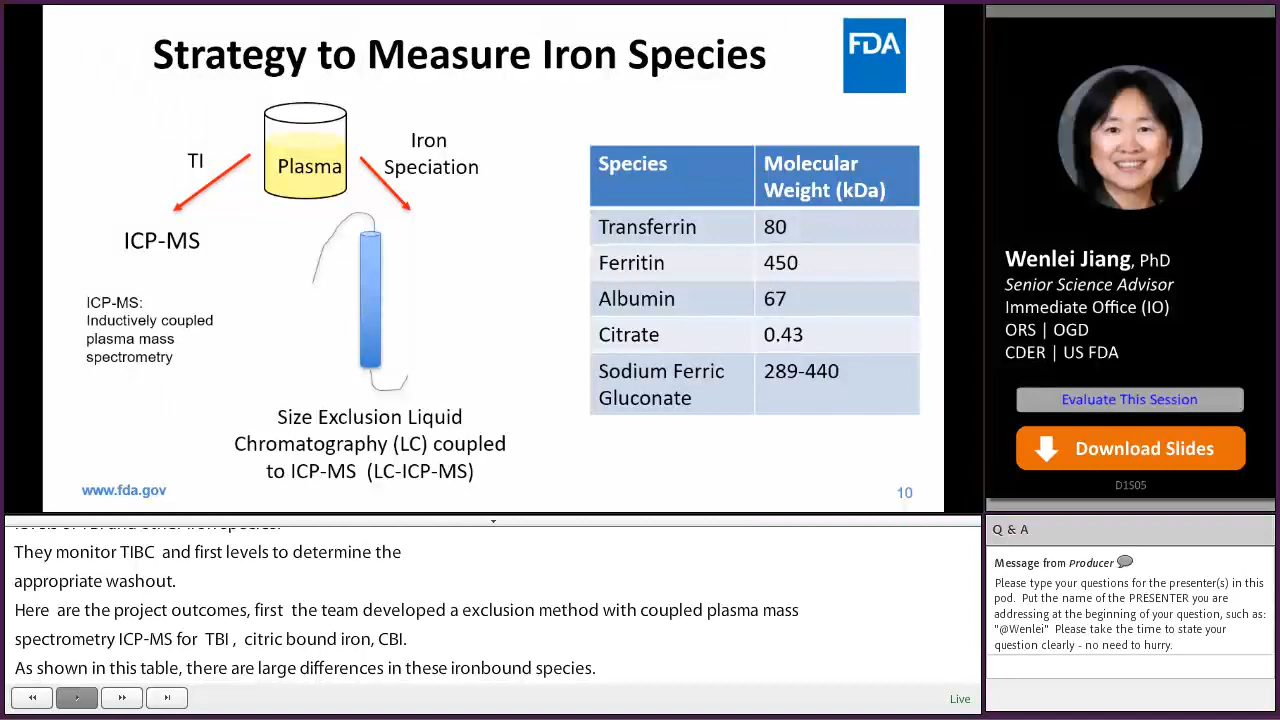 Strategy to Measure Iron Species
FDA
TI
Plasma
Iron
Speciation
ICP-MS
ICP-MS:
Inductively coupled
plasma mass
spectrometry
Size Exclusion Liquid
Chromatography (LC) coupled
to ICP-MS (LC-ICP-MS)
Species
Molecular
Weight (kDa)
Transferrin
80
Ferritin
450
Albumin
67
Citrate
0.43
Sodium Ferric
Gluconate
289-440
www.fda.gov
10
Wenlei Jiang, PhD
Senior Science Advisor
Immediate Office (IO)
ORS | OGD
CDER | US FDA
Evaluate This Session
Download Slides
D1S05
They monitor TIBC and first levels to determine the
appropriate washout.
Here are the project outcomes, first the team developed a exclusion method with coupled plasma mass
spectrometry ICP-MS for TBI , citric bound iron, CBI.
As shown in this table, there are large differences in these ironbound species.
Live
Q & A
Message from Producer
Please type your questions for the presenter(s) in this
pod. Put the name of the PRESENTER you are
addressing at the beginning of your question, such as:
"@Wenlei" Please take the time to state your
question clearly - no need to hurry.